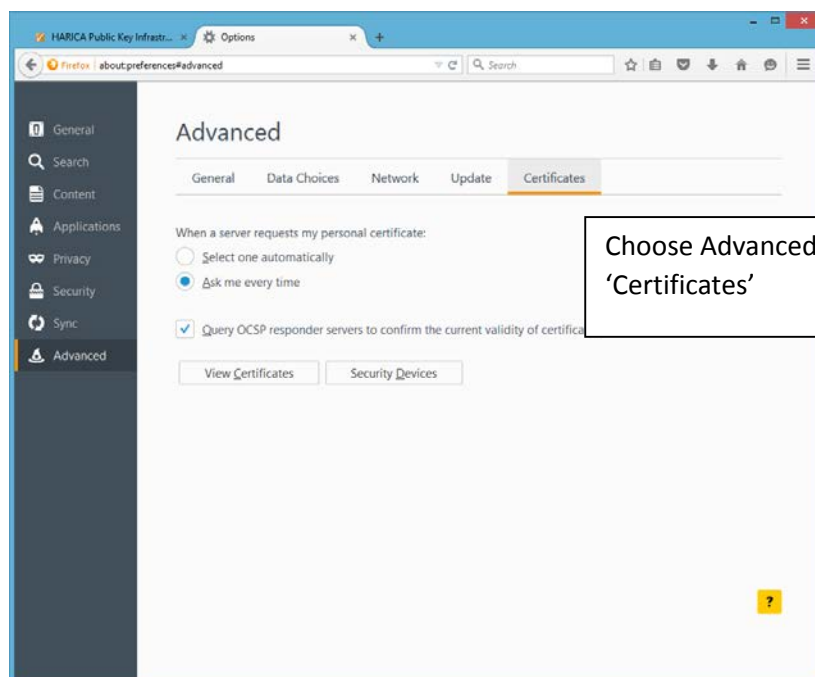 HARICA Public Key Infrastr...
Options
Firefox about:preferences#advanced
Search
General
Search
Content
Applications
Privacy
Security
Sync
Advanced
Advanced
General Data Choices Network Update Certificates
When a server requests my personal certificate:
Select one automatically
Ask me every time
Query OCSP responder servers to confirm the current validity of certifica
View Certificates Security Devices
Choose Advanced
‘Certificates’
?